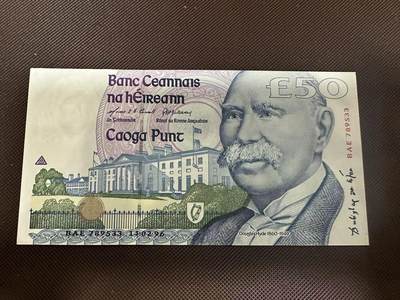 Banc Ceannais
na hÉireann
£50
Caoga Punt
BAE 789533
BAE 789533 13·02·96
Douglas Hyde 1860-1949